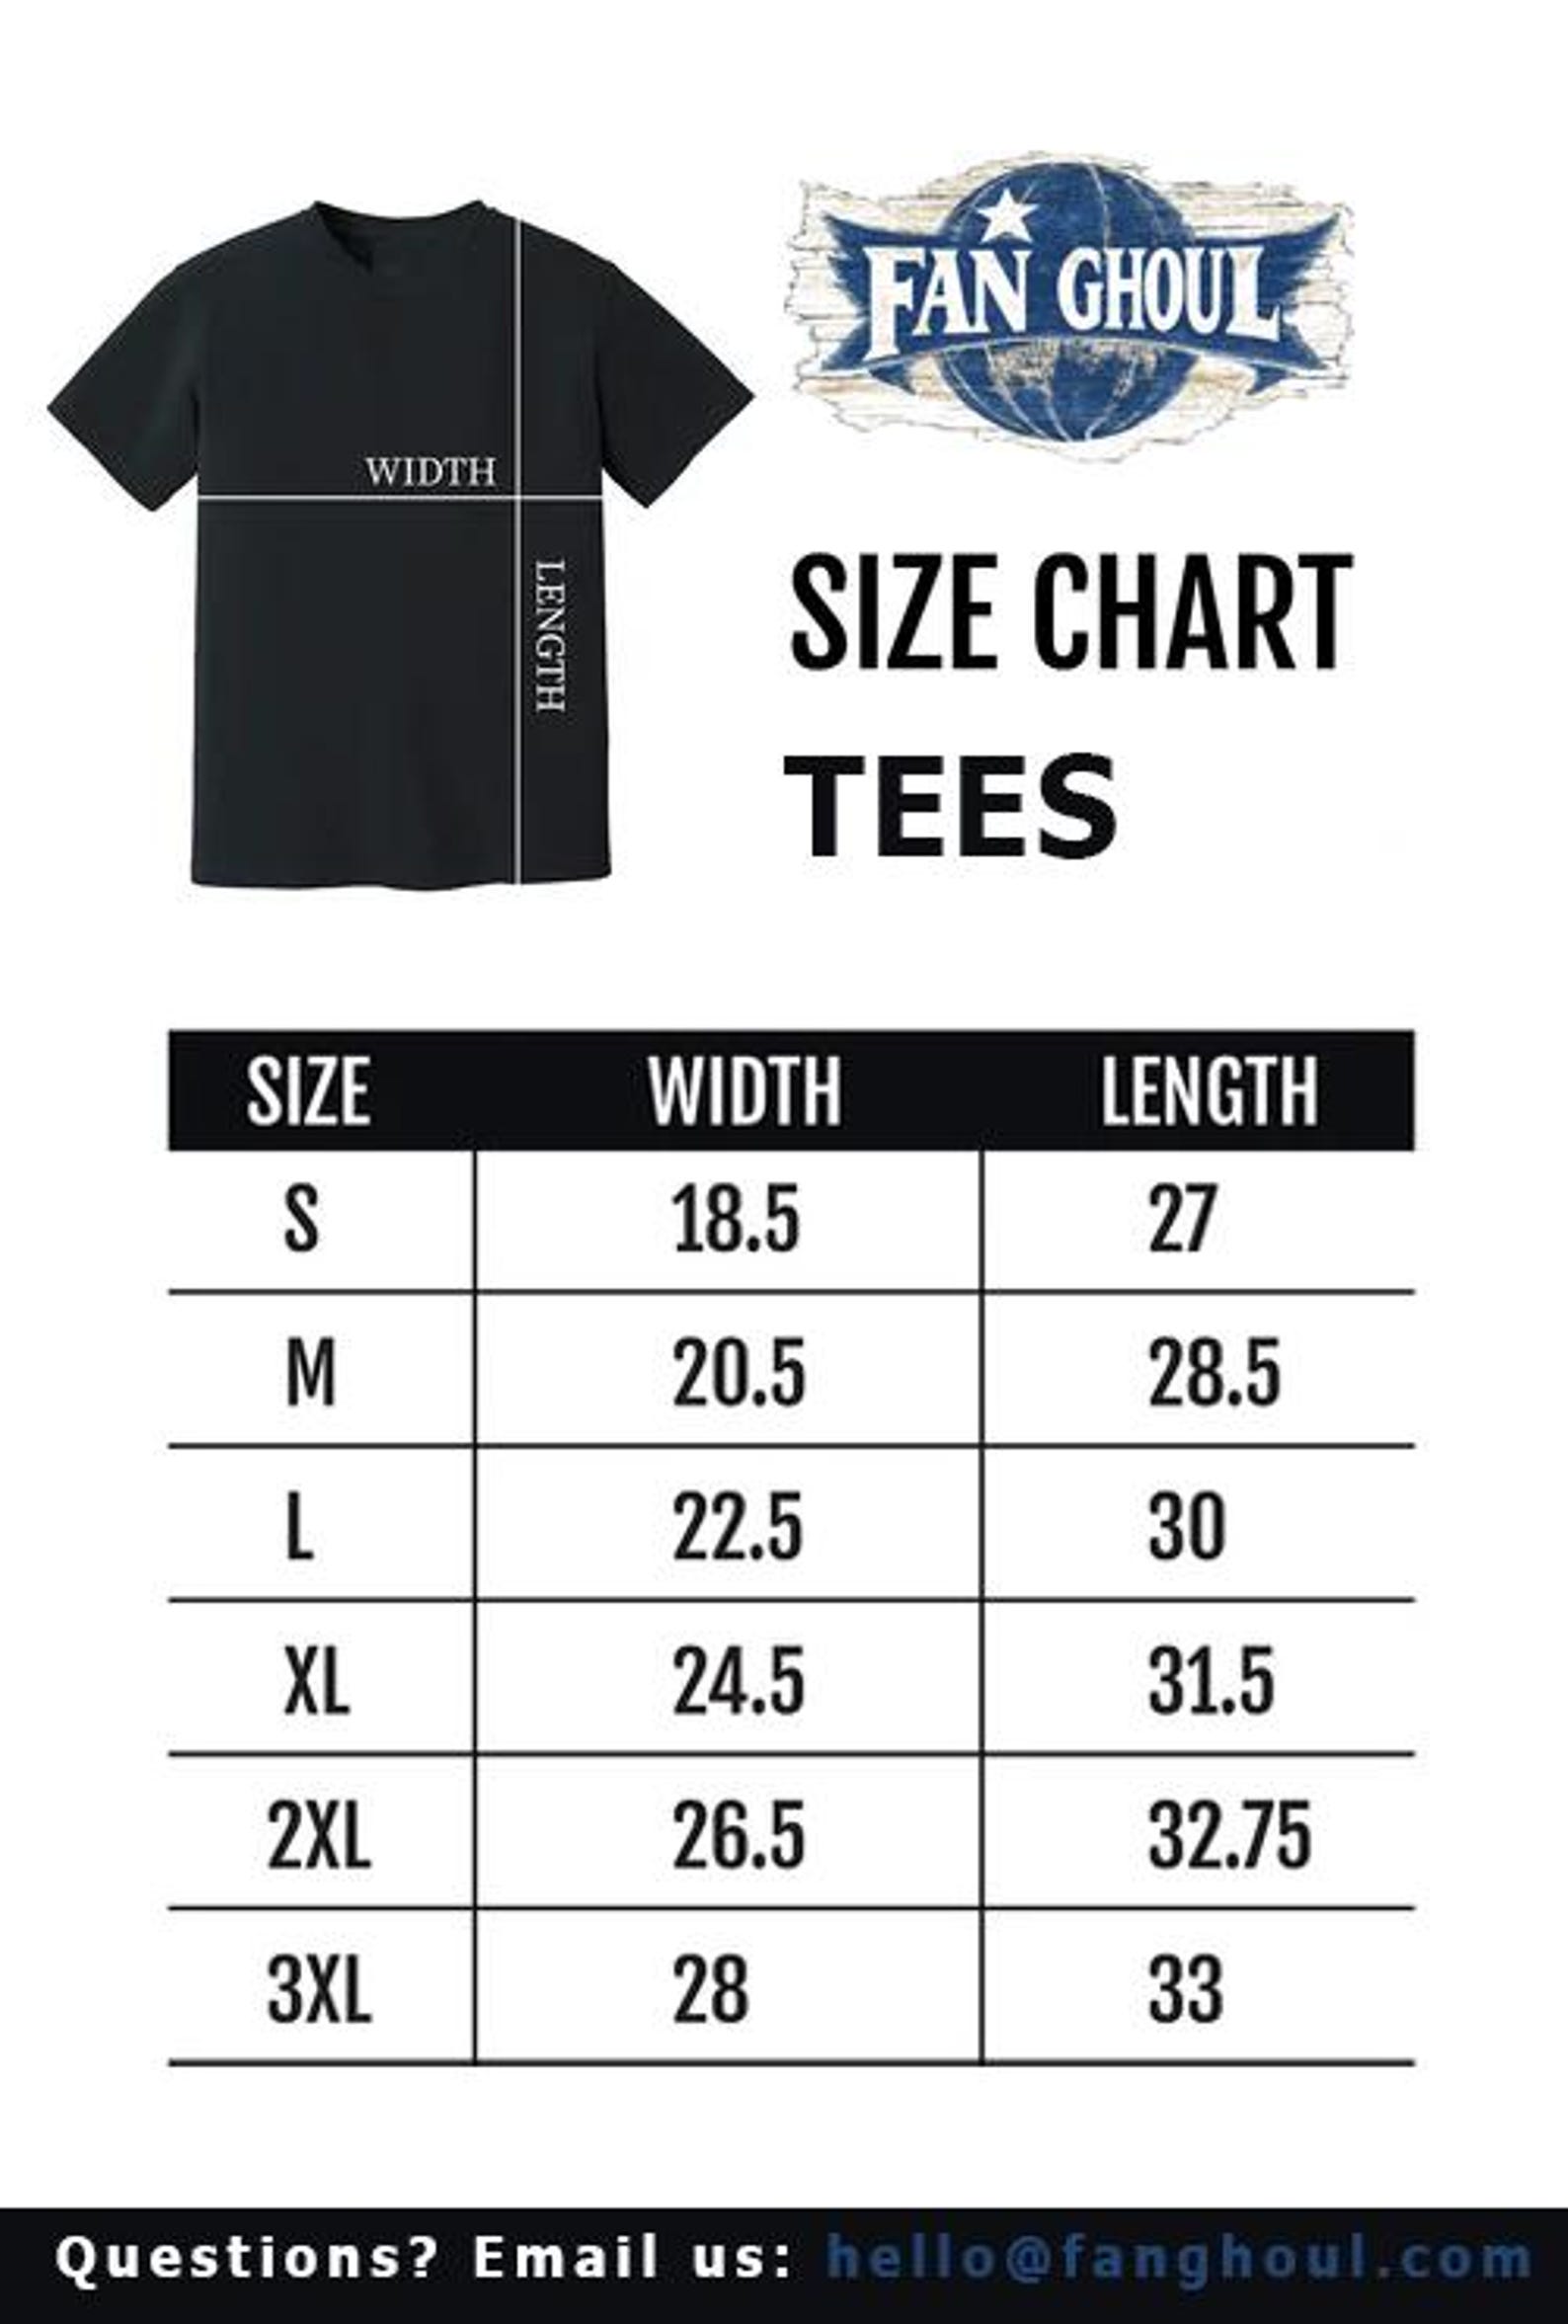 FAN GHOUL
WIDTH
LENGTH
SIZE CHART
TEES
SIZE WIDTH LENGTH
S 18.5 27
M 20.5 28.5
L 22.5 30
XL 24.5 31.5
2XL 26.5 32.75
3XL 28 33
Questions? Email us: hello@fanghoul.com